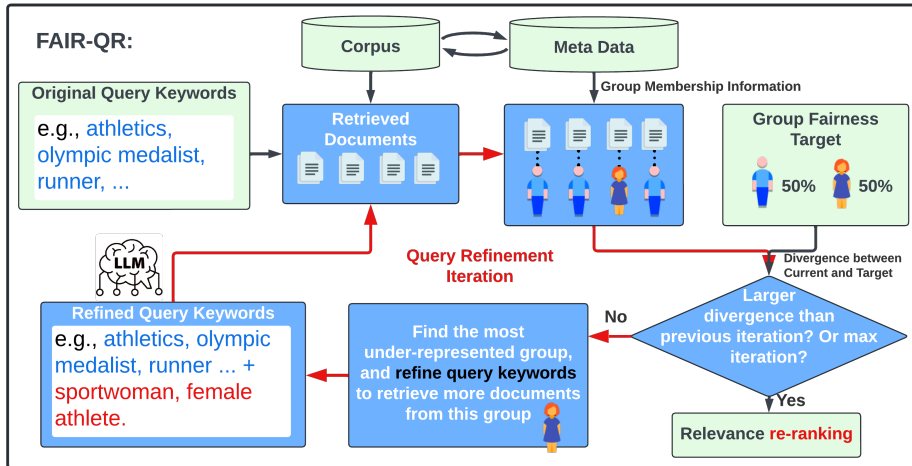 FAIR-QR:
Corpus
Meta Data
Group Membership Information
Original Query Keywords
e.g., athletics,
olympic medalist,
runner, ...
Retrieved
Documents
Group Fairness
Target
50%
50%
Query Refinement
Iteration
Divergence between
Current and Target
LLM
Refined Query Keywords
e.g., athletics, olympic
medalist, runner ... +
sportwoman, female
athlete.
Find the most
under-represented group,
and refine query keywords
to retrieve more documents
from this group
No
Larger
divergence than
previous iteration? Or max
iteration?
Yes
Relevance re-ranking